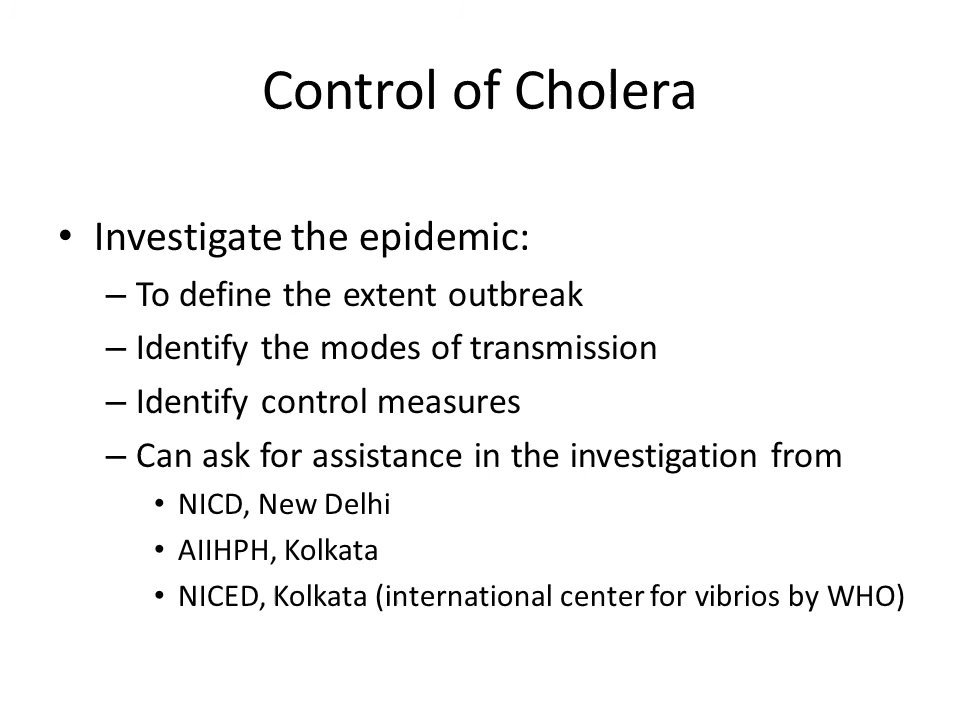 Control of Cholera
• Investigate the epidemic:
– To define the extent outbreak
– Identify the modes of transmission
– Identify control measures
– Can ask for assistance in the investigation from
• NICD, New Delhi
• AIIHPH, Kolkata
• NICED, Kolkata (international center for vibrios by WHO)